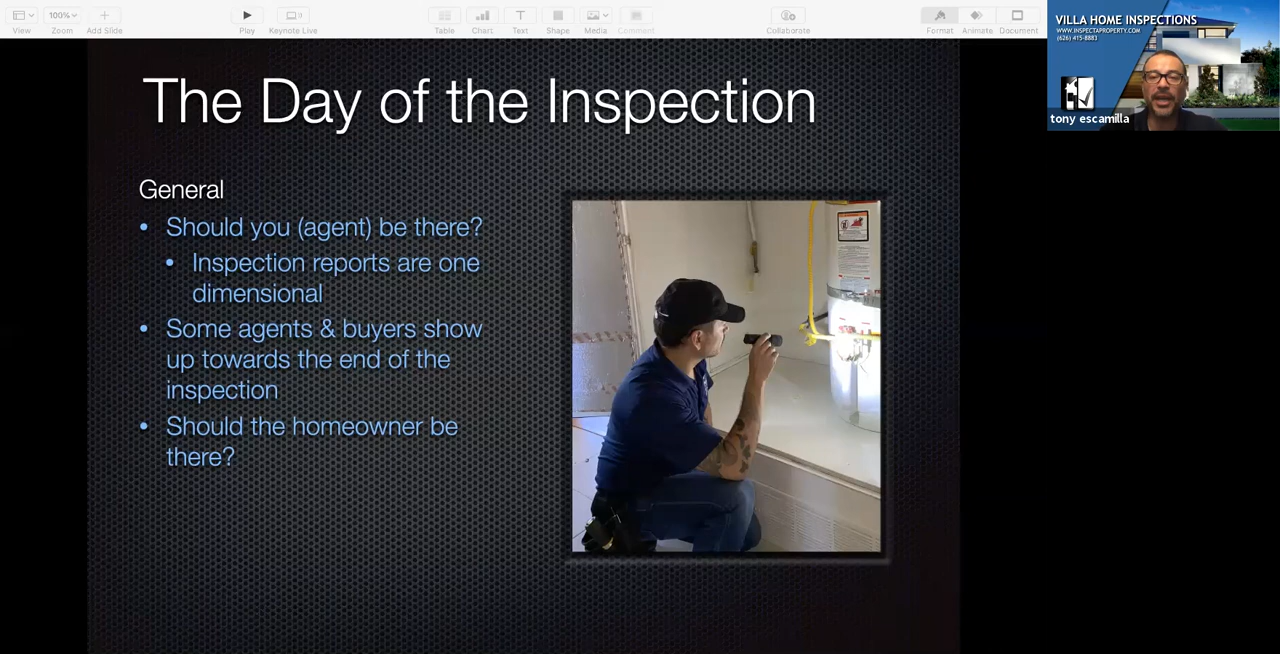 View
100%
Zoom
Add Slide
Play
Keynote Live
Table
Chart
Text
Shape
Media
Comment
Collaborate
Format
Animate
Document
VILLA HOME INSPECTIONS
WWW.INSPECTAPROPERTY.COM
(626) 415-8883
tony escamilla
The Day of the Inspection
General
• Should you (agent) be there?
• Inspection reports are one
dimensional
• Some agents & buyers show
up towards the end of the
inspection
• Should the homeowner be
there?